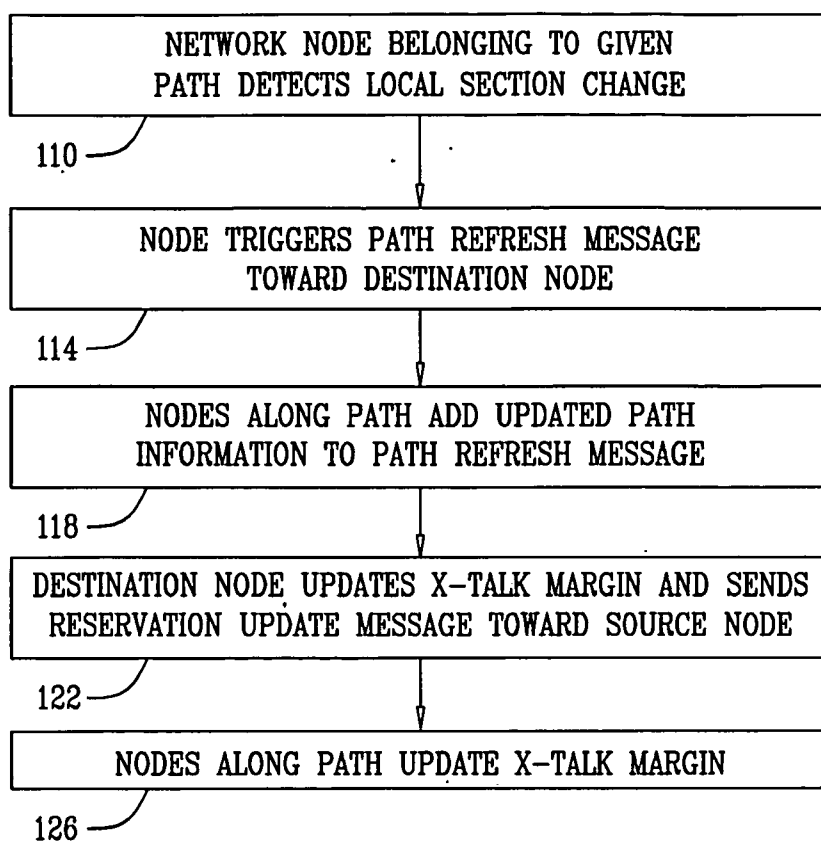 NETWORK NODE BELONGING TO GIVEN
PATH DETECTS LOCAL SECTION CHANGE
110
NODE TRIGGERS PATH REFRESH MESSAGE
TOWARD DESTINATION NODE
114
NODES ALONG PATH ADD UPDATED PATH
INFORMATION TO PATH REFRESH MESSAGE
118
DESTINATION NODE UPDATES X-TALK MARGIN AND SENDS
RESERVATION UPDATE MESSAGE TOWARD SOURCE NODE
122
NODES ALONG PATH UPDATE X-TALK MARGIN
126